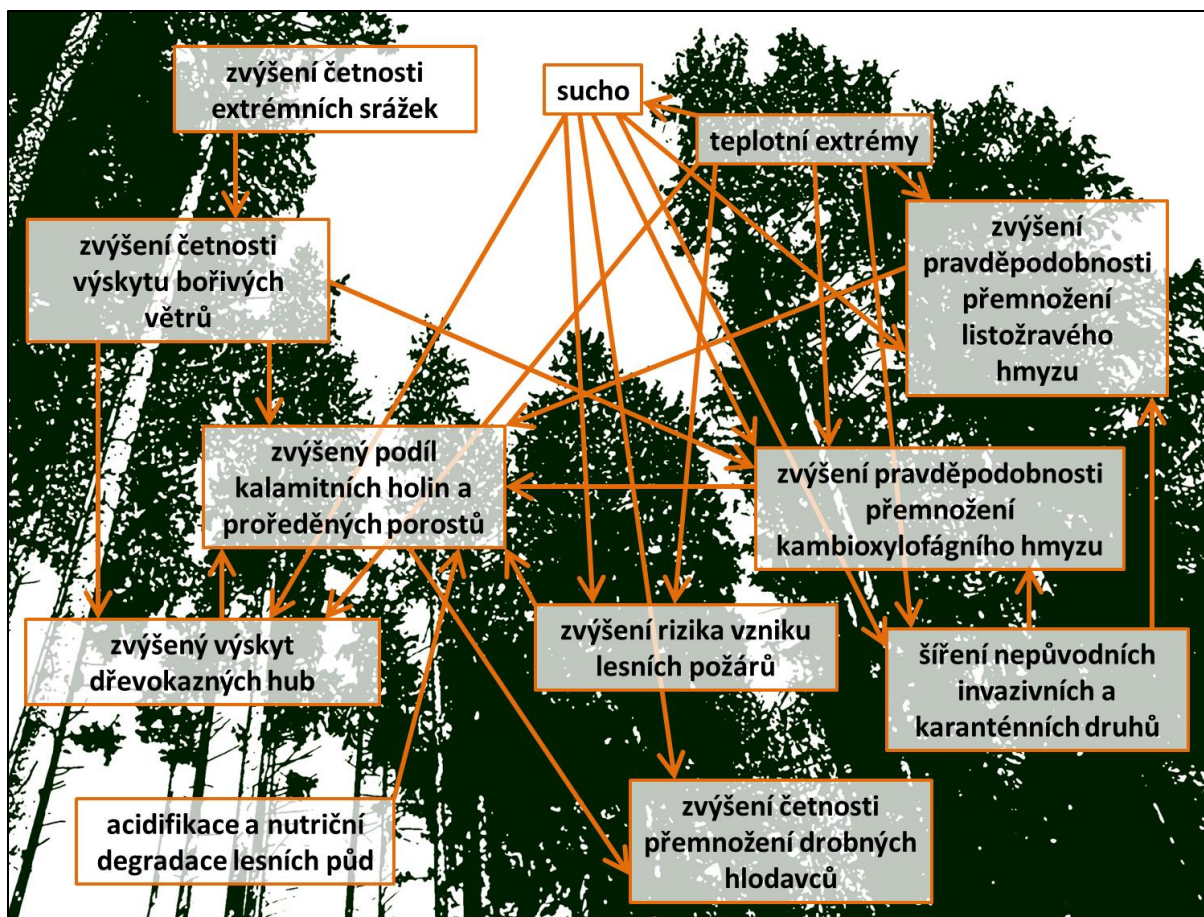 zvýšení četnosti
extrémních srážek
sucho
teplotní extrémy
zvýšení četnosti
výskytu bořivých
větrů
zvýšení
pravděpodobnosti
přemnožení
listožravého
hmyzu
zvýšený podíl
kalamitních holin a
proředěných porostů
zvýšení pravděpodobnosti
přemnožení
kambioxylofágního hmyzu
zvýšený výskyt
dřevokazných hub
zvýšení rizika vzniku
lesních požárů
šíření nepůvodních
invazivních a
karanténních druhů
acidifikace a nutriční
degradace lesních půd
zvýšení četnosti
přemnožení drobných
hlodavců